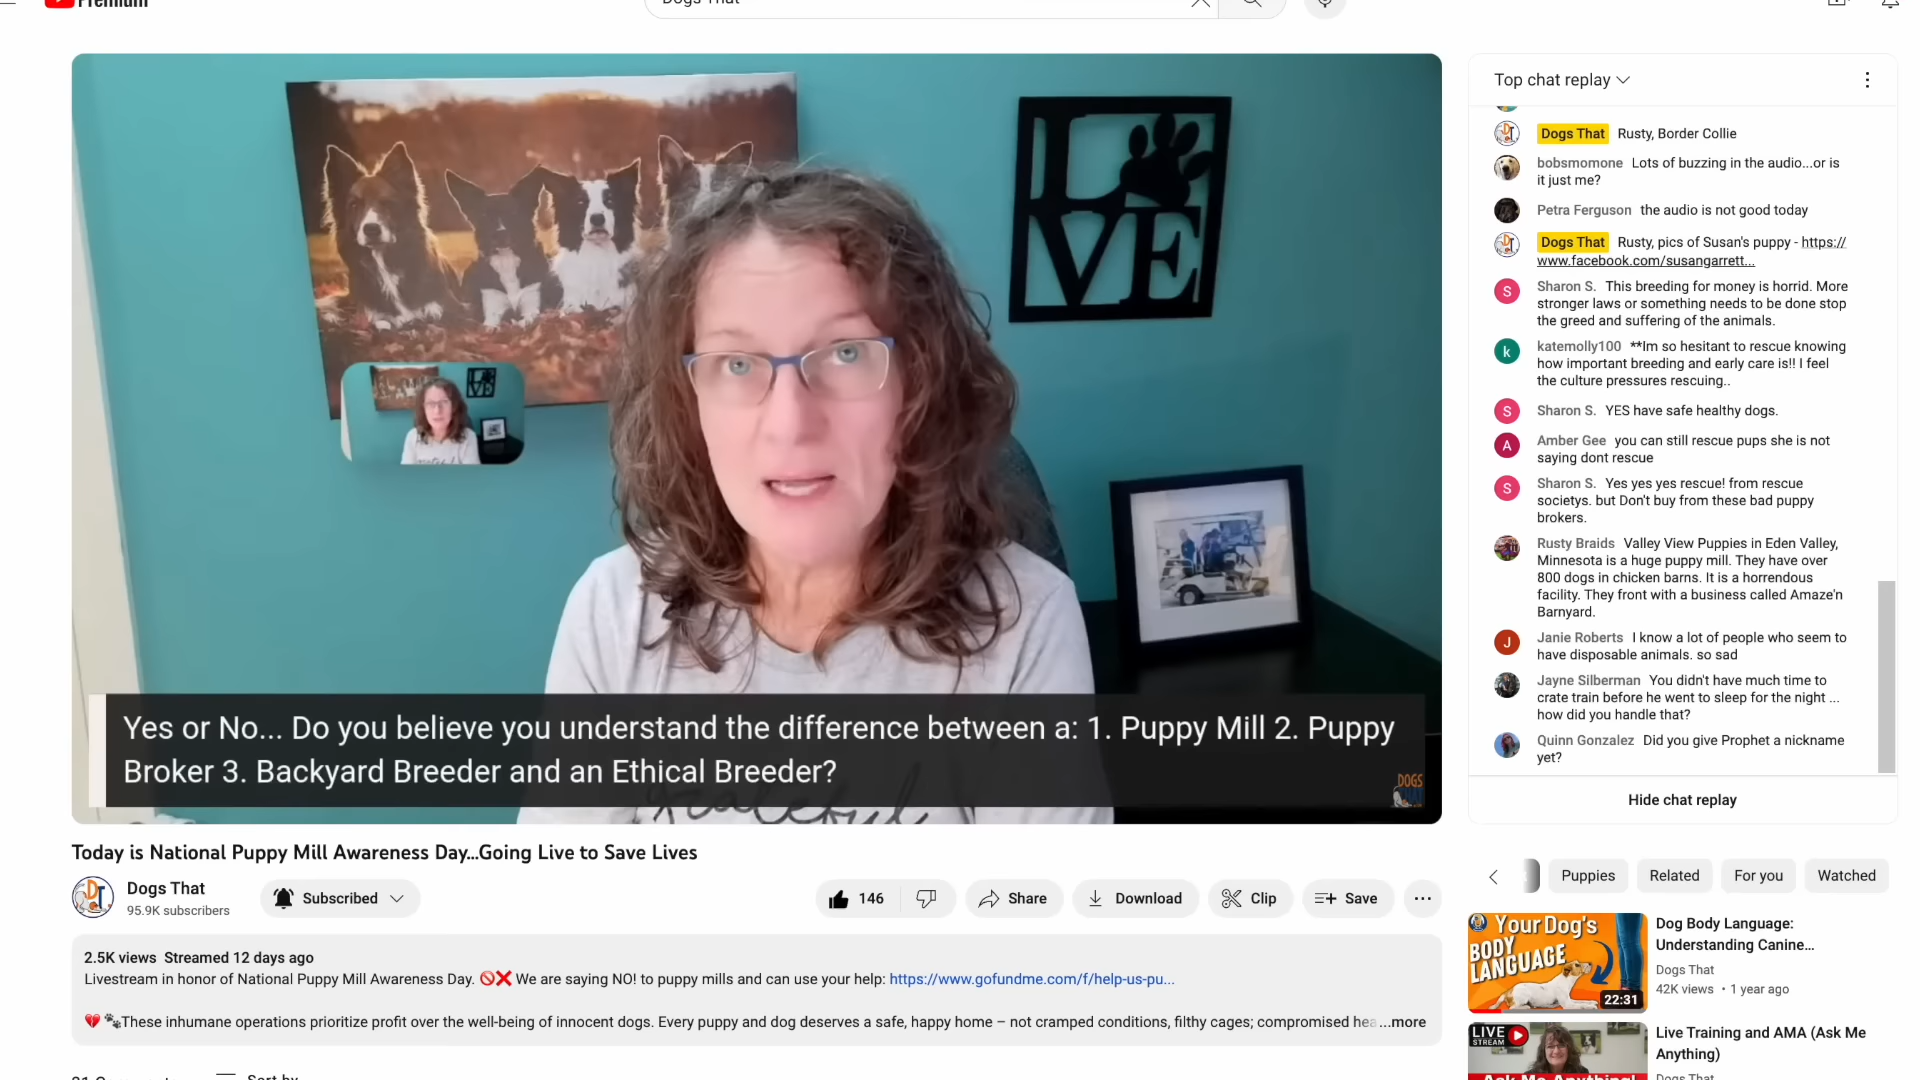 Premium
Dogs That
LOVE
Yes or No... Do you believe you understand the difference between a: 1. Puppy Mill 2. Puppy
Broker 3. Backyard Breeder and an Ethical Breeder?
grateful
DOGS
Today is National Puppy Mill Awareness Day...Going Live to Save Lives
Dogs That
95.9K subscribers
Subscribed
146
Share
Download
Clip
Save
2.5K views Streamed 12 days ago
Livestream in honor of National Puppy Mill Awareness Day. 🚫❌ We are saying NO! to puppy mills and can use your help: https://www.gofundme.com/f/help-us-pu...
💔 🐾These inhumane operations prioritize profit over the well-being of innocent dogs. Every puppy and dog deserves a safe, happy home – not cramped conditions, filthy cages; compromised hea ...more
Sort by
Top chat replay
Dogs That Rusty, Border Collie
bobsmomone Lots of buzzing in the audio...or is
it just me?
Petra Ferguson the audio is not good today
Dogs That Rusty, pics of Susan's puppy - https://
www.facebook.com/susangarrett...
S
Sharon S. This breeding for money is horrid. More
stronger laws or something needs to be done stop
the greed and suffering of the animals.
k
katemolly100 **Im so hesitant to rescue knowing
how important breeding and early care is!! I feel
the culture pressures rescuing..
S
Sharon S. YES have safe healthy dogs.
A
Amber Gee you can still rescue pups she is not
saying dont rescue
S
Sharon S. Yes yes yes rescue! from rescue
societys. but Don't buy from these bad puppy
brokers.
Rusty Braids Valley View Puppies in Eden Valley,
Minnesota is a huge puppy mill. They have over
800 dogs in chicken barns. It is a horrendous
facility. They front with a business called Amaze'n
Barnyard.
J
Janie Roberts I know a lot of people who seem to
have disposable animals. so sad
Jayne Silberman You didn't have much time to
crate train before he went to sleep for the night ...
how did you handle that?
Quinn Gonzalez Did you give Prophet a nickname
yet?
Hide chat replay
Puppies
Related
For you
Watched
Your Dog's
BODY
LANGUAGE
22:31
Dog Body Language:
Understanding Canine...
Dogs That
42K views • 1 year ago
LIVE
STREAM
Ask Me Anything!
Live Training and AMA (Ask Me
Anything)
Dogs That